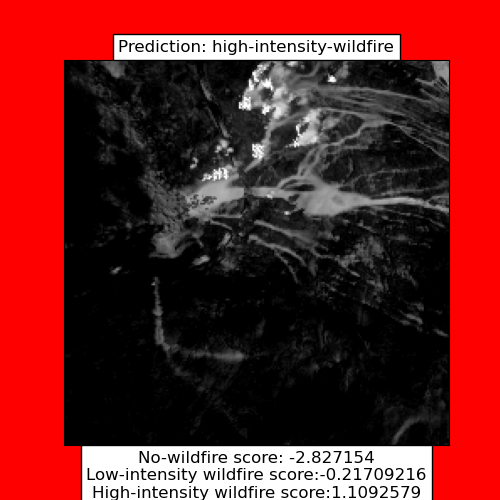 Prediction: high-intensity-wildfire
No-wildfire score: -2.827154
Low-intensity wildfire score:-0.21709216
High-intensity wildfire score:1.1092579